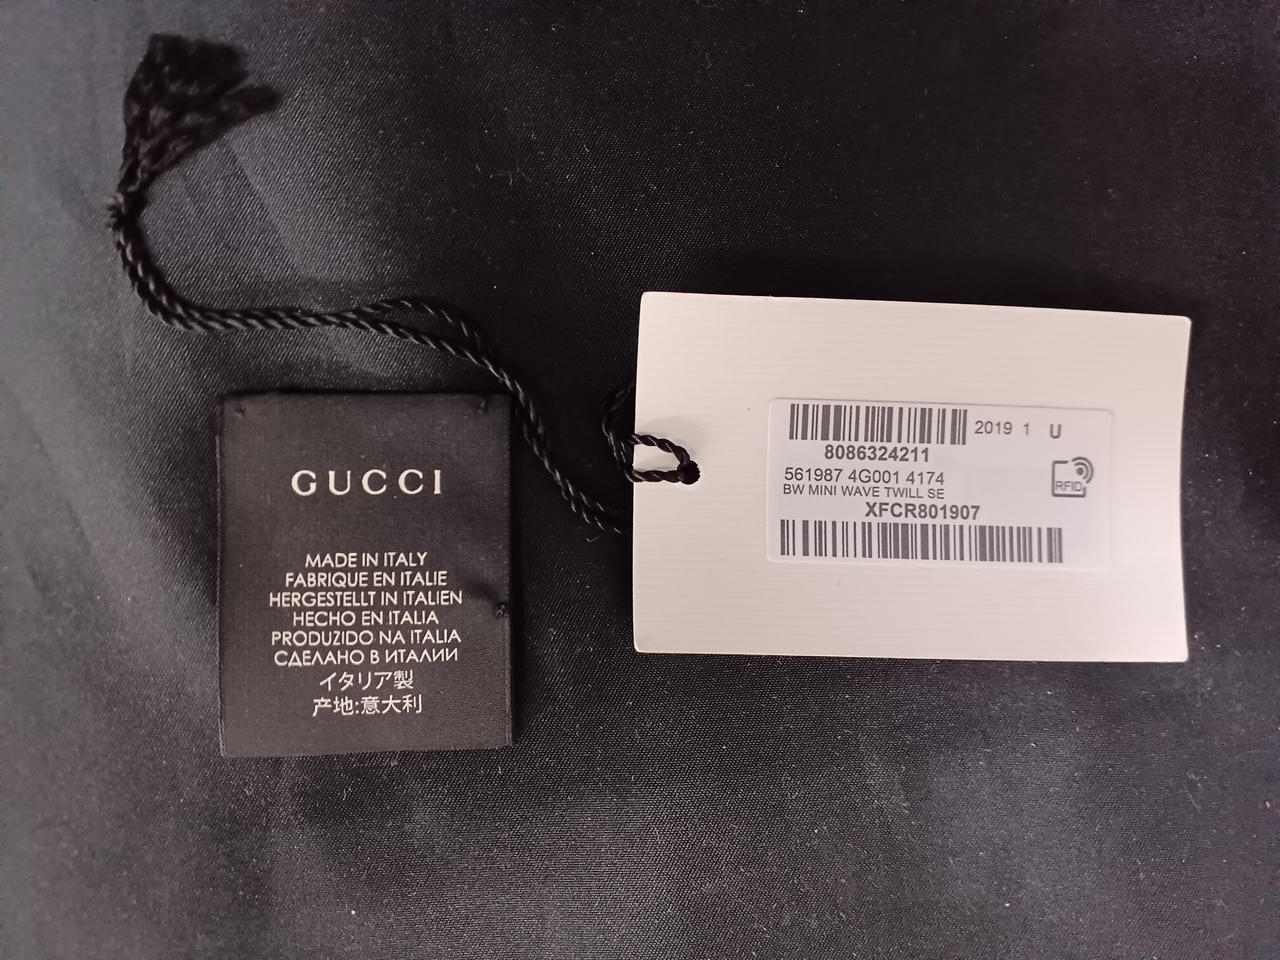 GUCCI
MADE IN ITALY
FABRIQUE EN ITALIE
HERGESTELLT IN ITALIEN
HECHO EN ITALIA
PRODUZIDO NA ITALIA
СДЕЛАНО В ИТАЛИИ
イタリア製
产地:意大利
2019 1 U
8086324211
561987 4G001 4174
BW MINI WAVE TWILL SE
RFID
XFCR801907